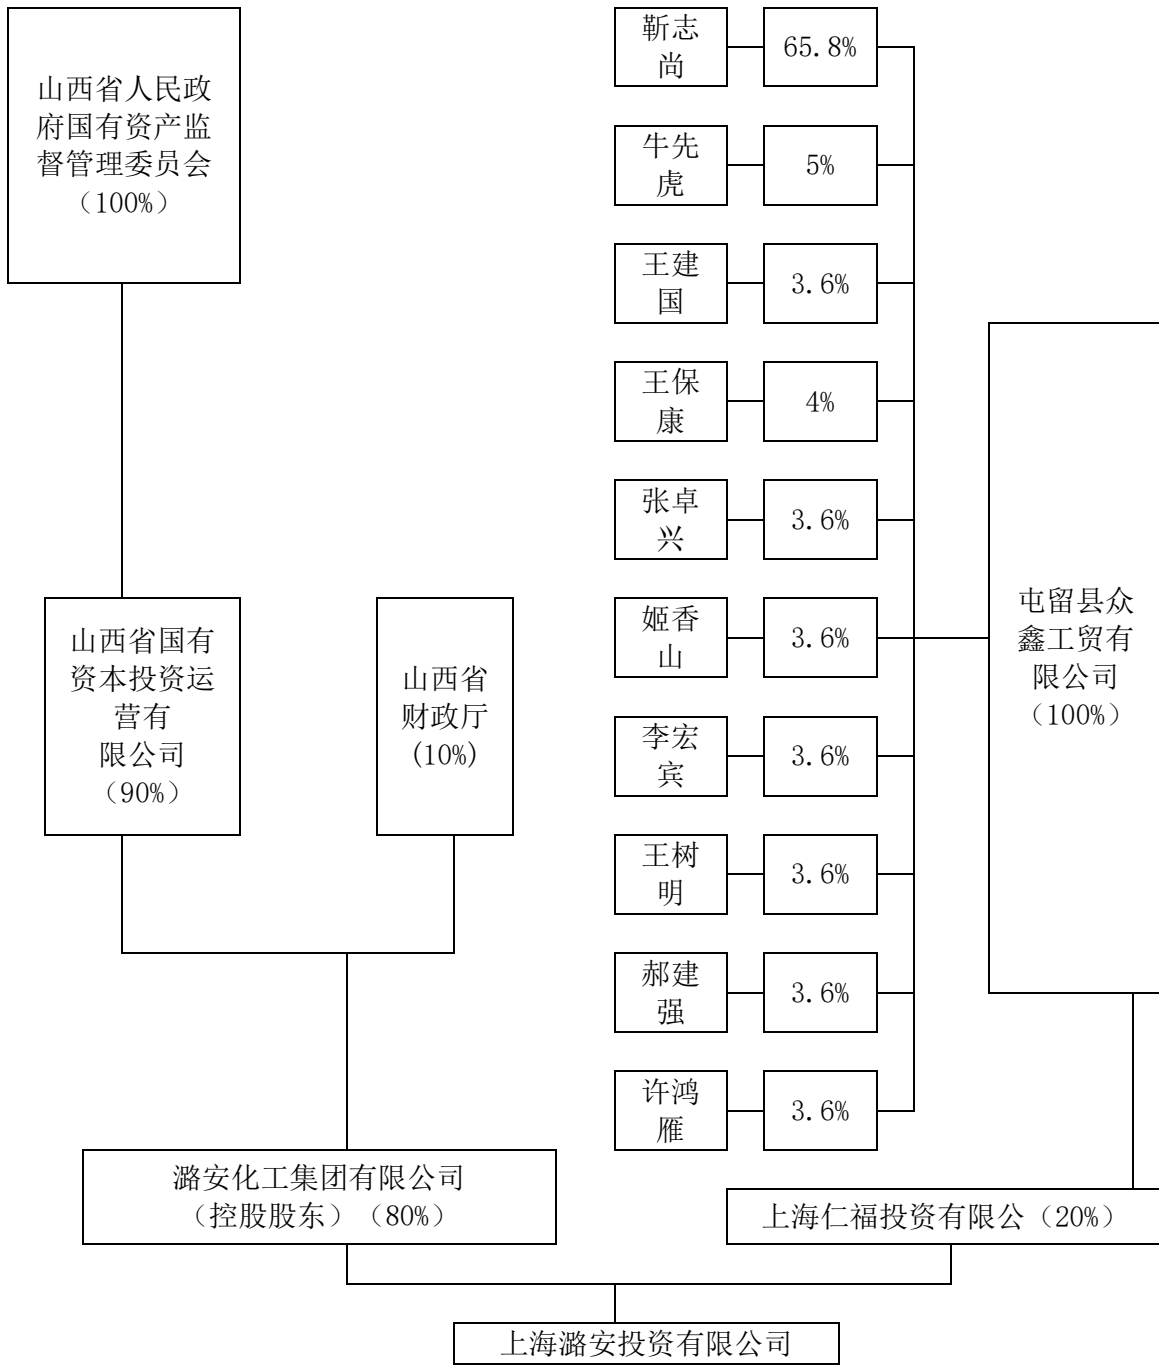 山西省人民政
府国有资产监
督管理委员会
（100%）
山西省国有
资本投资运
营有
限公司
（90%）
山西省
财政厅
(10%)
靳志
尚
65.8%
牛先
虎
5%
王建
国
3.6%
王保
康
4%
张卓
兴
3.6%
姬香
山
3.6%
李宏
宾
3.6%
王树
明
3.6%
郝建
强
3.6%
许鸿
雁
3.6%
屯留县众
鑫工贸有
限公司
（100%）
潞安化工集团有限公司
（控股股东）（80%）
上海仁福投资有限公（20%）
上海潞安投资有限公司